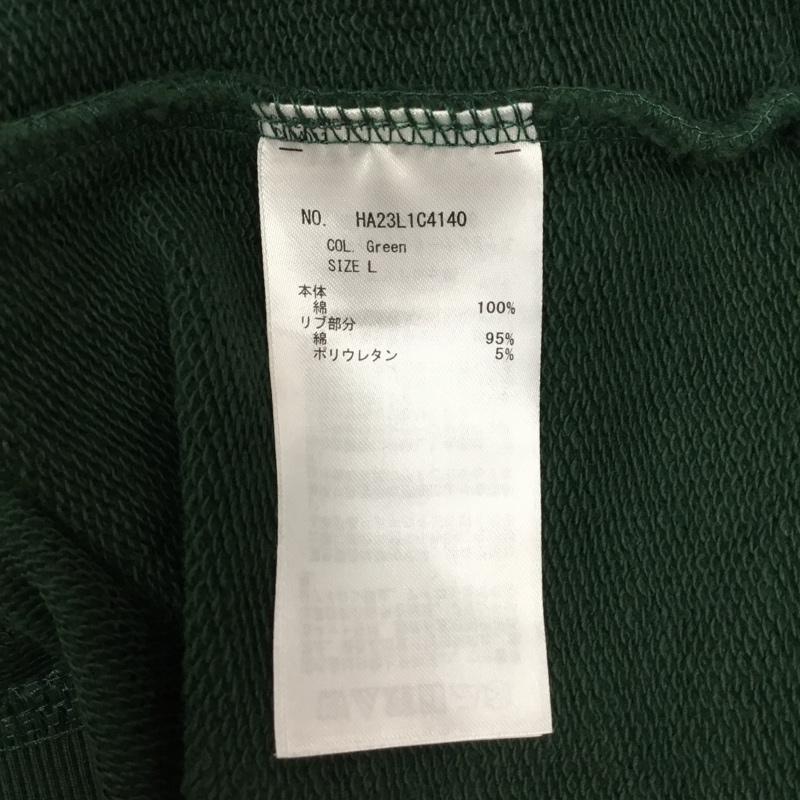 NO. HA23L1C4140
COL. Green
SIZE L
本体
綿 100%
リブ部分
綿 95%
ポリウレタン 5%